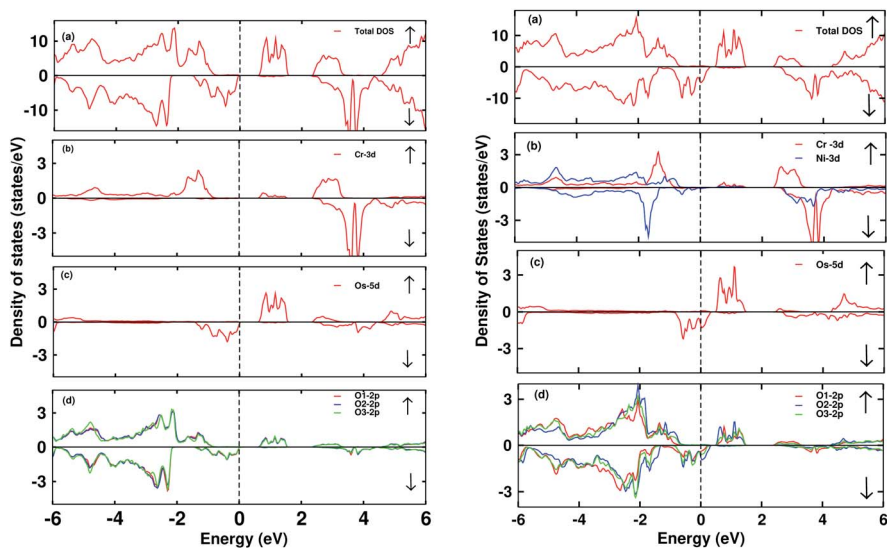 (a)
Total DOS
↑
10
0
-10
↓
(b)
Cr-3d
↑
3
0
-3
↓
(c)
Os-5d
↑
3
0
-3
↓
(d)
O1-2p
O2-2p
O3-2p
↑
3
0
-3
↓
-6 -4 -2 0 2 4 6
Energy (eV)
Density of states (states/eV)
(a)
Total DOS
↑
10
0
-10
↓
(b)
Cr -3d
Ni-3d
↑
3
0
-3
↓
(c)
Os-5d
↑
3
0
-3
↓
(d)
O1-2p
O2-2p
O3-2p
↑
3
0
-3
↓
-6 -4 -2 0 2 4 6
Energy (eV)
Density of States (states/eV)